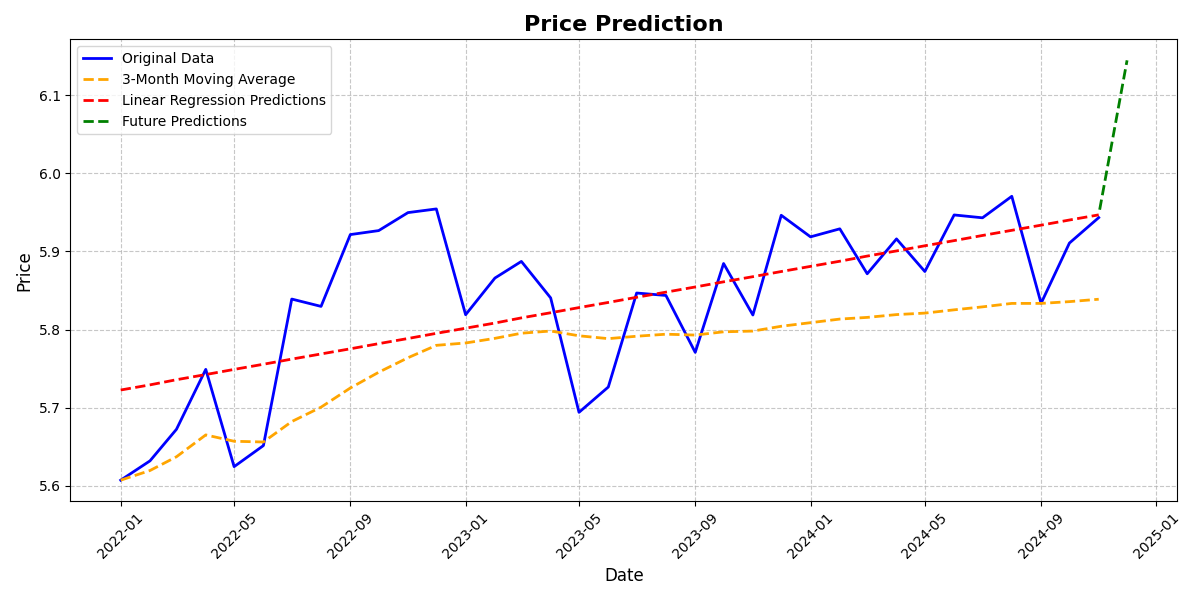 Price Prediction
Original Data
3-Month Moving Average
Linear Regression Predictions
Future Predictions
Price
6.1
6.0
5.9
5.8
5.7
5.6
2022-01
2022-05
2022-09
2023-01
2023-05
2023-09
2024-01
2024-05
2024-09
2025-01
Date